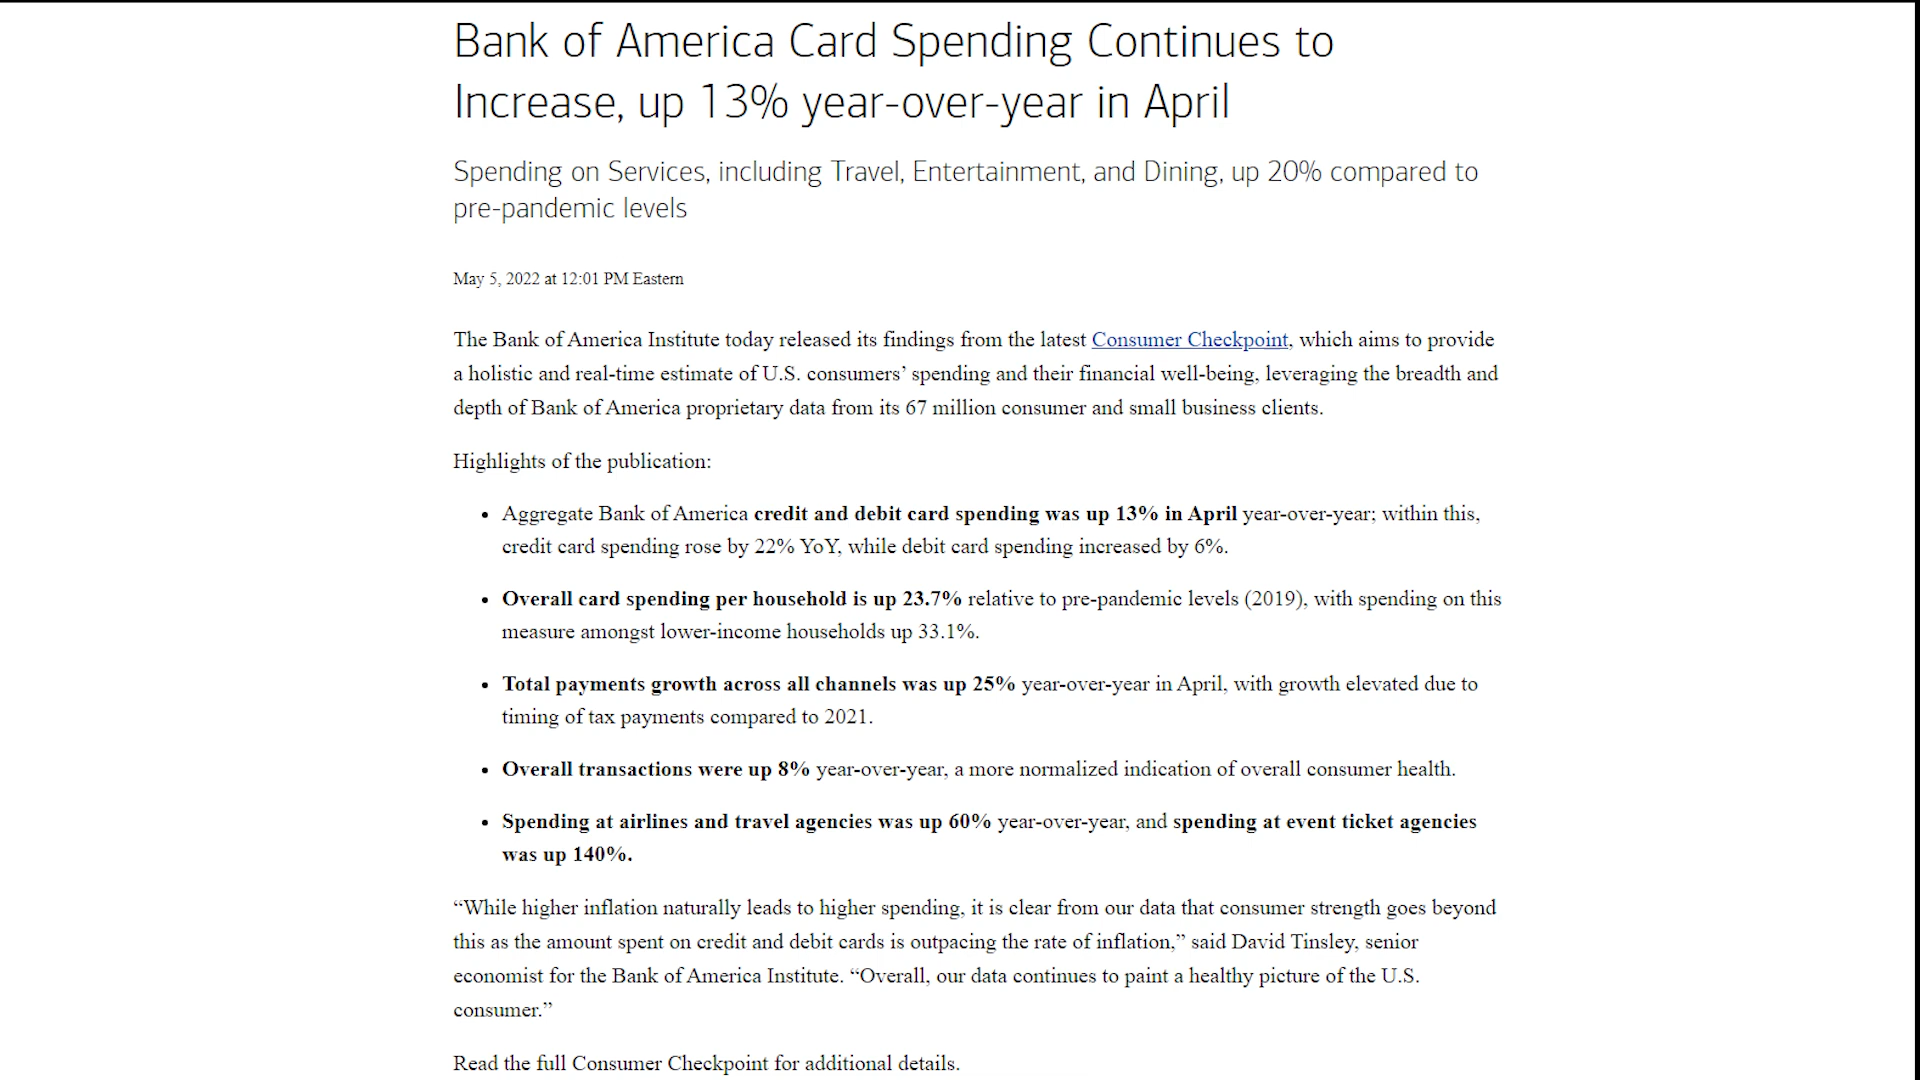 Bank of America Card Spending Continues to
Increase, up 13% year-over-year in April
Spending on Services, including Travel, Entertainment, and Dining, up 20% compared to
pre-pandemic levels
May 5, 2022 at 12:01 PM Eastern
The Bank of America Institute today released its findings from the latest Consumer Checkpoint, which aims to provide
a holistic and real-time estimate of U.S. consumers’ spending and their financial well-being, leveraging the breadth and
depth of Bank of America proprietary data from its 67 million consumer and small business clients.
Highlights of the publication:
• Aggregate Bank of America credit and debit card spending was up 13% in April year-over-year; within this,
credit card spending rose by 22% YoY, while debit card spending increased by 6%.
• Overall card spending per household is up 23.7% relative to pre-pandemic levels (2019), with spending on this
measure amongst lower-income households up 33.1%.
• Total payments growth across all channels was up 25% year-over-year in April, with growth elevated due to
timing of tax payments compared to 2021.
• Overall transactions were up 8% year-over-year, a more normalized indication of overall consumer health.
• Spending at airlines and travel agencies was up 60% year-over-year, and spending at event ticket agencies
was up 140%.
“While higher inflation naturally leads to higher spending, it is clear from our data that consumer strength goes beyond
this as the amount spent on credit and debit cards is outpacing the rate of inflation,” said David Tinsley, senior
economist for the Bank of America Institute. “Overall, our data continues to paint a healthy picture of the U.S.
consumer.”
Read the full Consumer Checkpoint for additional details.